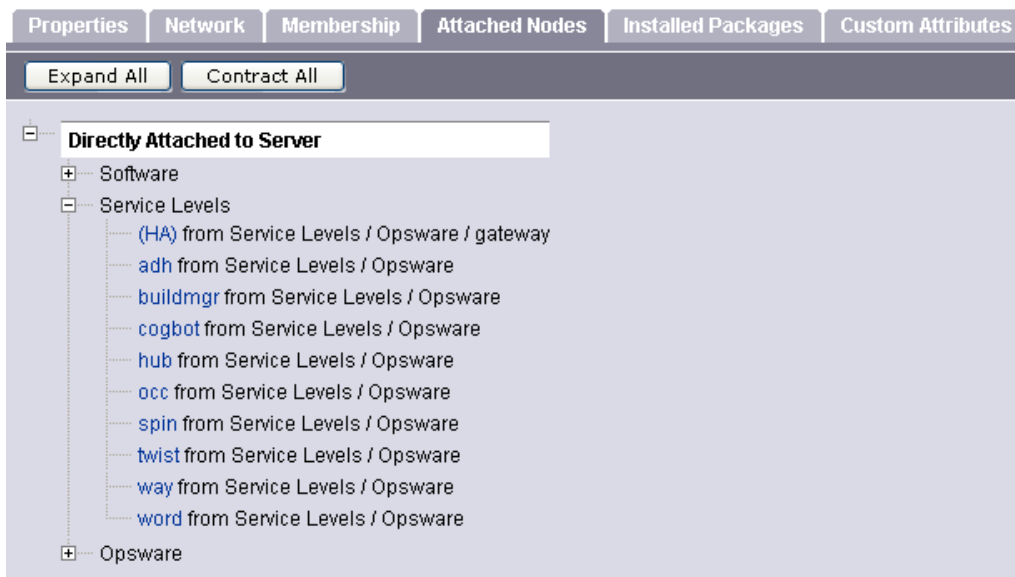 Properties Network Membership Attached Nodes Installed Packages Custom Attributes
Expand All Contract All
Directly Attached to Server
Software
Service Levels
(HA) from Service Levels / Opsware / gateway
adh from Service Levels / Opsware
buildmgr from Service Levels / Opsware
cogbot from Service Levels / Opsware
hub from Service Levels / Opsware
occ from Service Levels / Opsware
spin from Service Levels / Opsware
twist from Service Levels / Opsware
way from Service Levels / Opsware
word from Service Levels / Opsware
Opsware